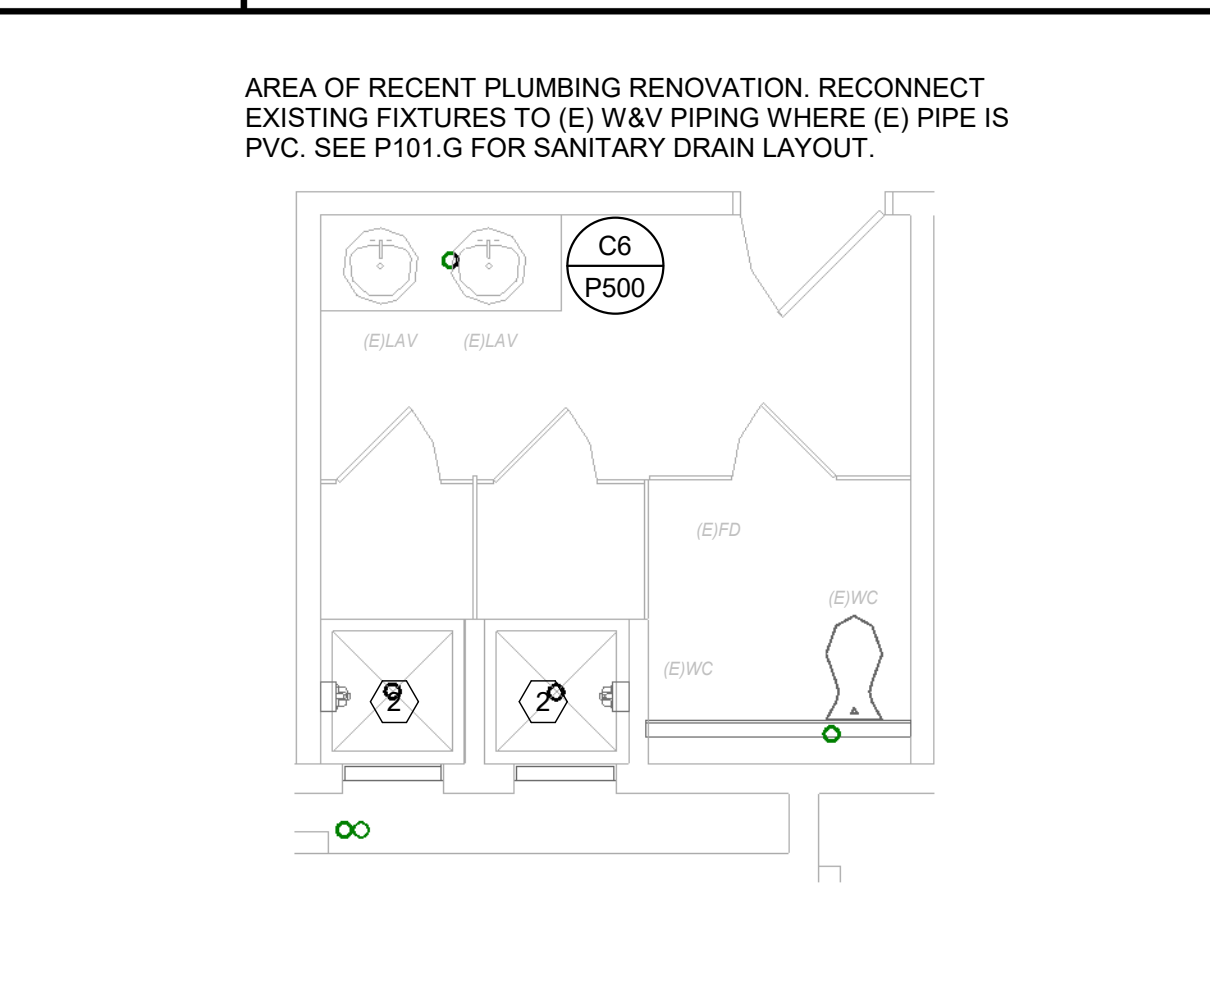 AREA OF RECENT PLUMBING RENOVATION. RECONNECT
EXISTING FIXTURES TO (E) W&V PIPING WHERE (E) PIPE IS
PVC. SEE P101.G FOR SANITARY DRAIN LAYOUT.
C6
P500
(E)LAV (E)LAV
(E)FD
(E)WC
(E)WC
2 2